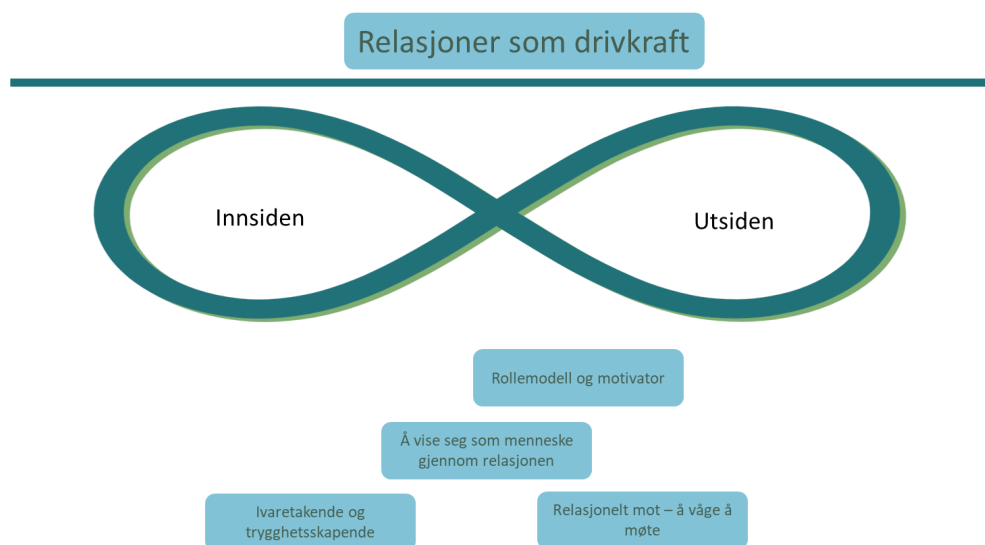 Relasjoner som drivkraft
Innsiden
Utsiden
Rollemodell og motivator
Å vise seg som menneske
gjennom relasjonen
Ivaretakende og
trygghetsskapende
Relasjonelt mot – å våge å
møte